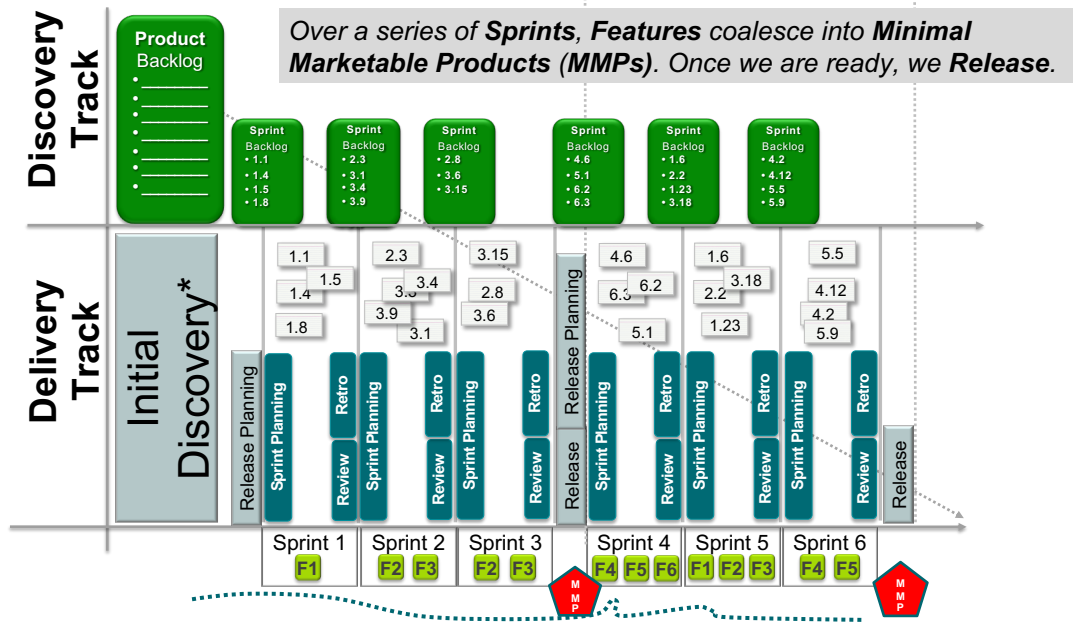 Over a series of Sprints, Features coalesce into Minimal
Marketable Products (MMPs). Once we are ready, we Release.
Discovery
Track
Product
Backlog
Sprint
Backlog
• 1.1
• 1.4
• 1.5
• 1.8
Sprint
Backlog
• 2.3
• 3.1
• 3.4
• 3.9
Sprint
Backlog
• 2.8
• 3.6
• 3.15
Sprint
Backlog
• 4.6
• 5.1
• 6.2
• 6.3
Sprint
Backlog
• 1.6
• 2.2
• 1.23
• 3.18
Sprint
Backlog
• 4.2
• 4.12
• 5.5
• 5.9
Delivery
Track
Initial
Discovery*
Release Planning
1.1
1.5
1.4
1.8
Sprint Planning
Retro
Review
2.3
3.4
3.9
3.1
Sprint Planning
Retro
Review
3.15
2.8
3.6
Sprint Planning
Retro
Review
Release Planning
Release
4.6
6.2
6.3
5.1
Sprint Planning
Retro
Review
1.6
3.18
2.2
1.23
Sprint Planning
Retro
Review
5.5
4.12
4.2
5.9
Sprint Planning
Retro
Review
Release
Sprint 1
F1
Sprint 2
F2 F3
Sprint 3
F2 F3
MMP
Sprint 4
F4 F5 F6
Sprint 5
F1 F2 F3
Sprint 6
F4 F5
MMP